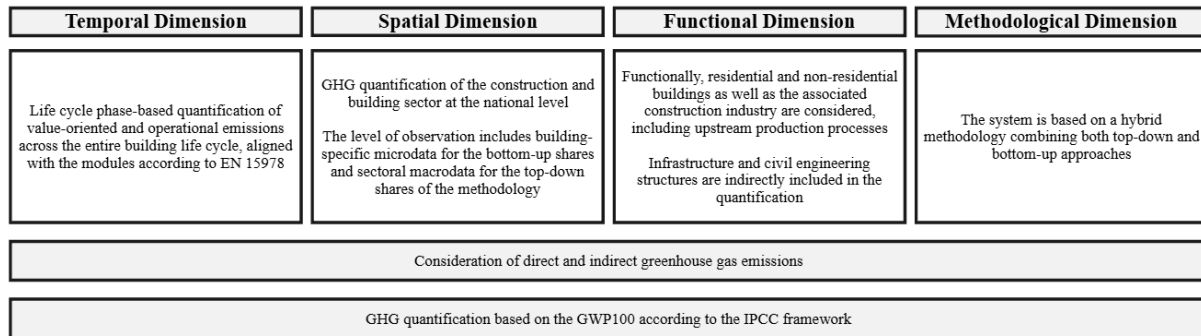 Temporal Dimension
Spatial Dimension
Functional Dimension
Methodological Dimension
Life cycle phase-based quantification of
value-oriented and operational emissions
across the entire building life cycle, aligned
with the modules according to EN 15978
GHG quantification of the construction and
building sector at the national level
The level of observation includes building-
specific microdata for the bottom-up shares
and sectoral macrodata for the top-down
shares of the methodology
Functionally, residential and non-residential
buildings as well as the associated
construction industry are considered,
including upstream production processes
Infrastructure and civil engineering
structures are indirectly included in the
quantification
The system is based on a hybrid
methodology combining both top-down and
bottom-up approaches
Consideration of direct and indirect greenhouse gas emissions
GHG quantification based on the GWP100 according to the IPCC framework